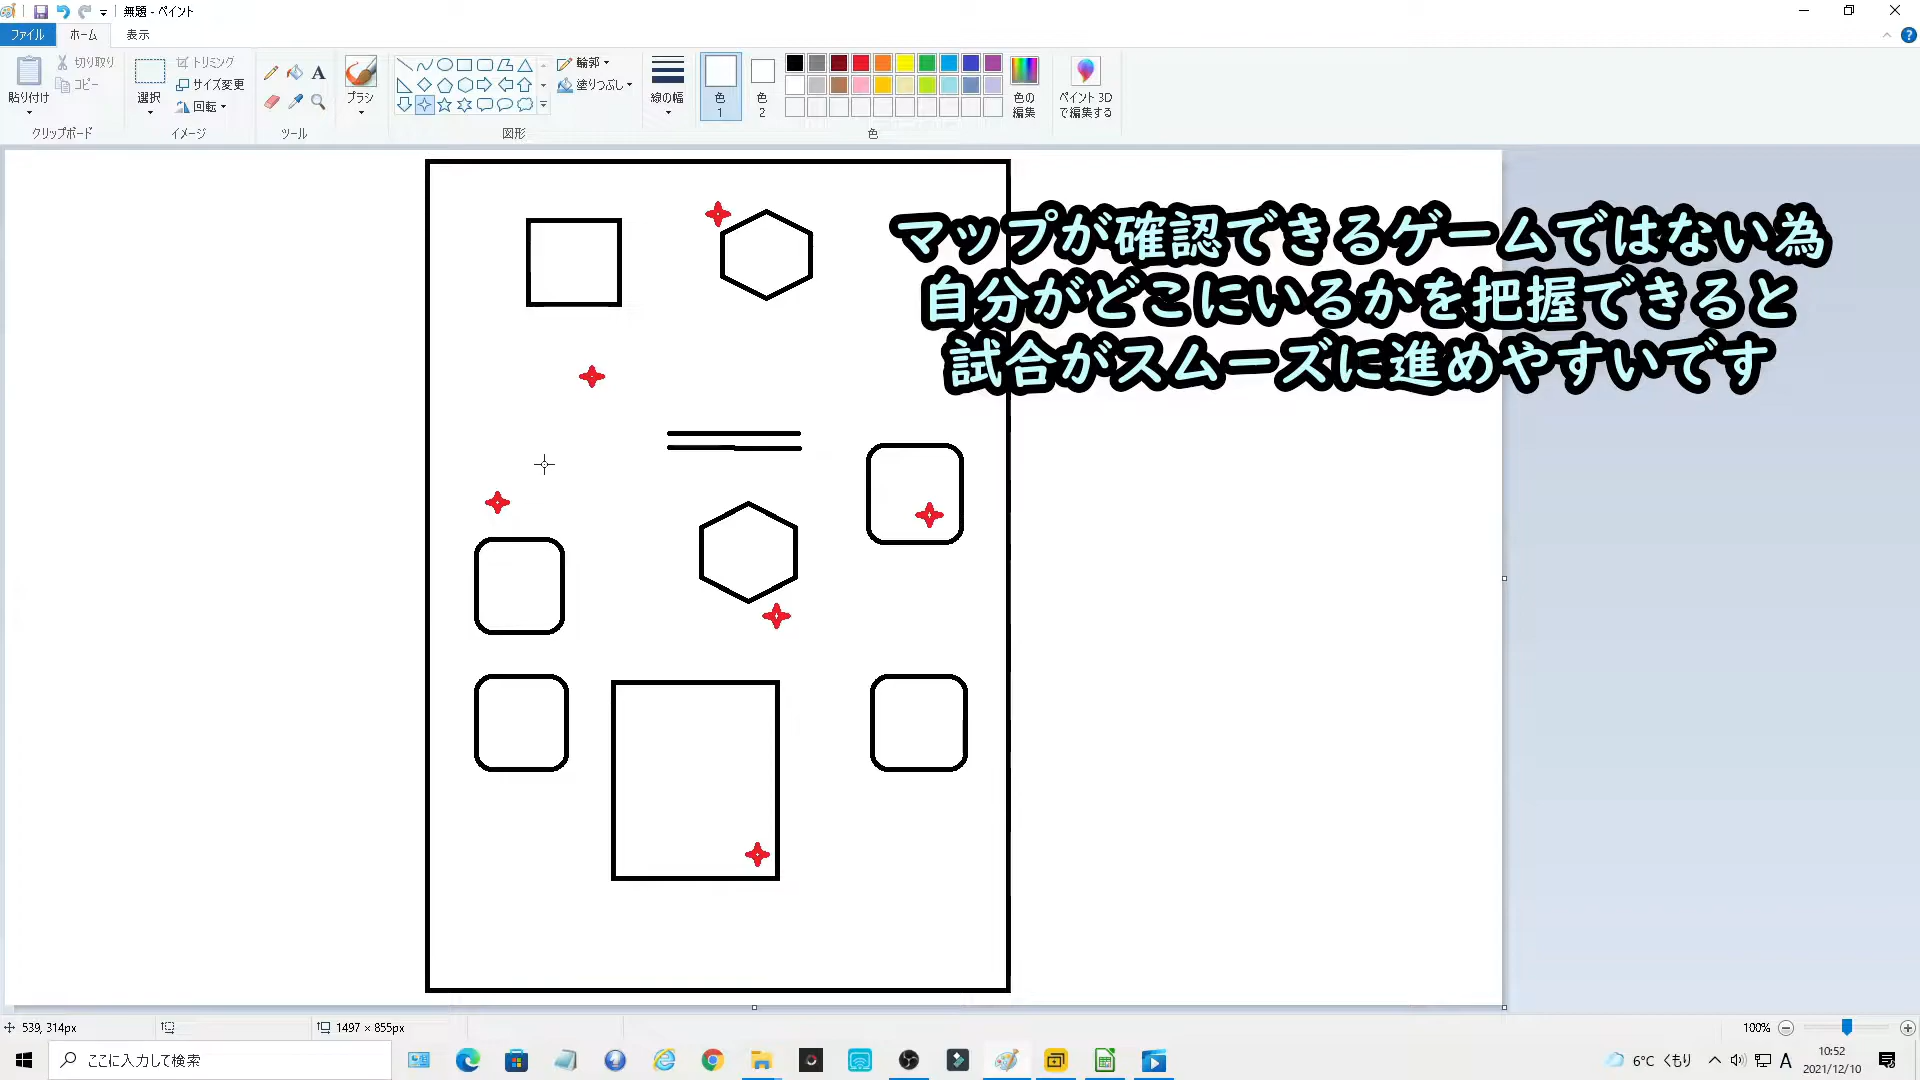 無題 - ペイント
ファイル
ホーム
表示
貼り付け
切り取り
コピー
クリップボード
選択
トリミング
サイズ変更
回転
イメージ
A
ツール
ブラシ
輪郭
塗りつぶし
図形
線の幅
色
1
色
2
色の
編集
色
ペイント 3D
で編集する
マップが確認できるゲームではない為
自分がどこにいるかを把握できると
試合がスムーズに進めやすいです
539, 314px
1497 × 855px
100%
ここに入力して検索
6°C くもり
A
10:52
2021/12/10